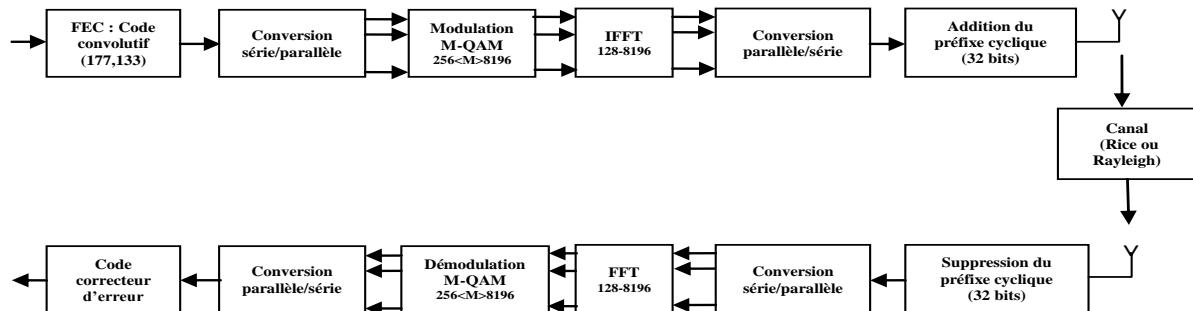 FEC : Code
convolutif
(177,133)
Conversion
série/parallèle
Modulation
M-QAM
256<M>8196
IFFT
128-8196
Conversion
parallèle/série
Addition du
préfixe cyclique
(32 bits)
Canal
(Rice ou
Rayleigh)
Code
correcteur
d'erreur
Conversion
parallèle/série
Démodulation
M-QAM
256<M>8196
FFT
128-8196
Conversion
série/parallèle
Suppression du
préfixe cyclique
(32 bits)